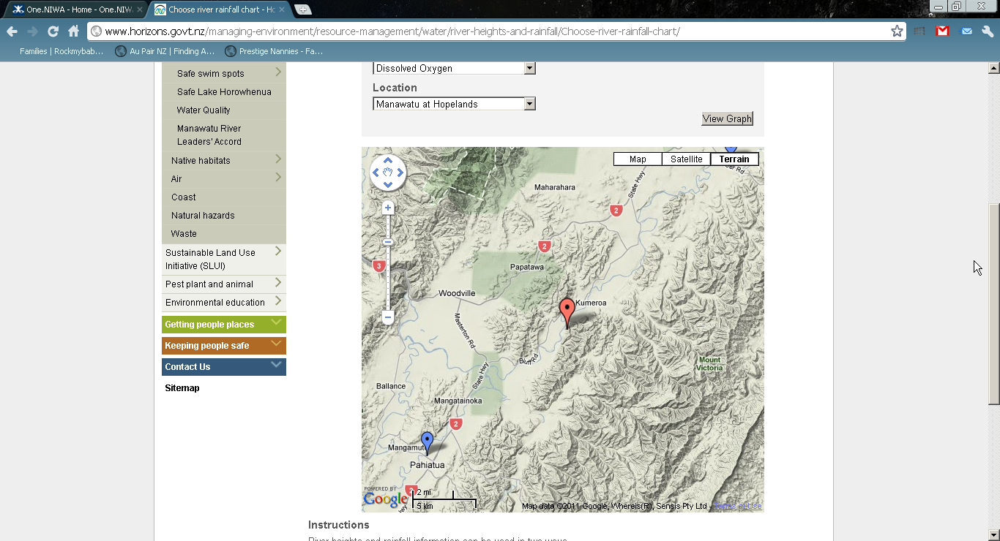 One.NIWA - Home - One.NIW
Choose river rainfall chart - Ho
www.horizons.govt.nz/managing-environment/resource-management/water/river-heights-and-rainfall/Choose-river-rainfall-chart/
Families | Rockmybab... Au Pair NZ | Finding A... Prestige Nannies - Fa...
Safe swim spots
Safe Lake Horowhenua
Water Quality
Manawatu River
Leaders' Accord
Native habitats
Air
Coast
Natural hazards
Waste
Sustainable Land Use
Initiative (SLUI)
Pest plant and animal
Environmental education
Getting people places
Keeping people safe
Contact Us
Sitemap
Dissolved Oxygen
Location
Manawatu at Hopelands
View Graph
Map Satellite Terrain
Maharahara
State Hwy
2
2
3
Papatawa
Woodville
Kumeroa
Masterton Rd
Bluff Rd
State Hwy
Mount
Victoria
Ballance
Mangatainoka
2
Mangamut
Pahiatua
POWERED BY
Google
2 mi
5 km
Map data ©2011 Google, Whereis(R), Sensis Pty Ltd - Terms of Use
Instructions
River heights and rainfall information can be used in two ways